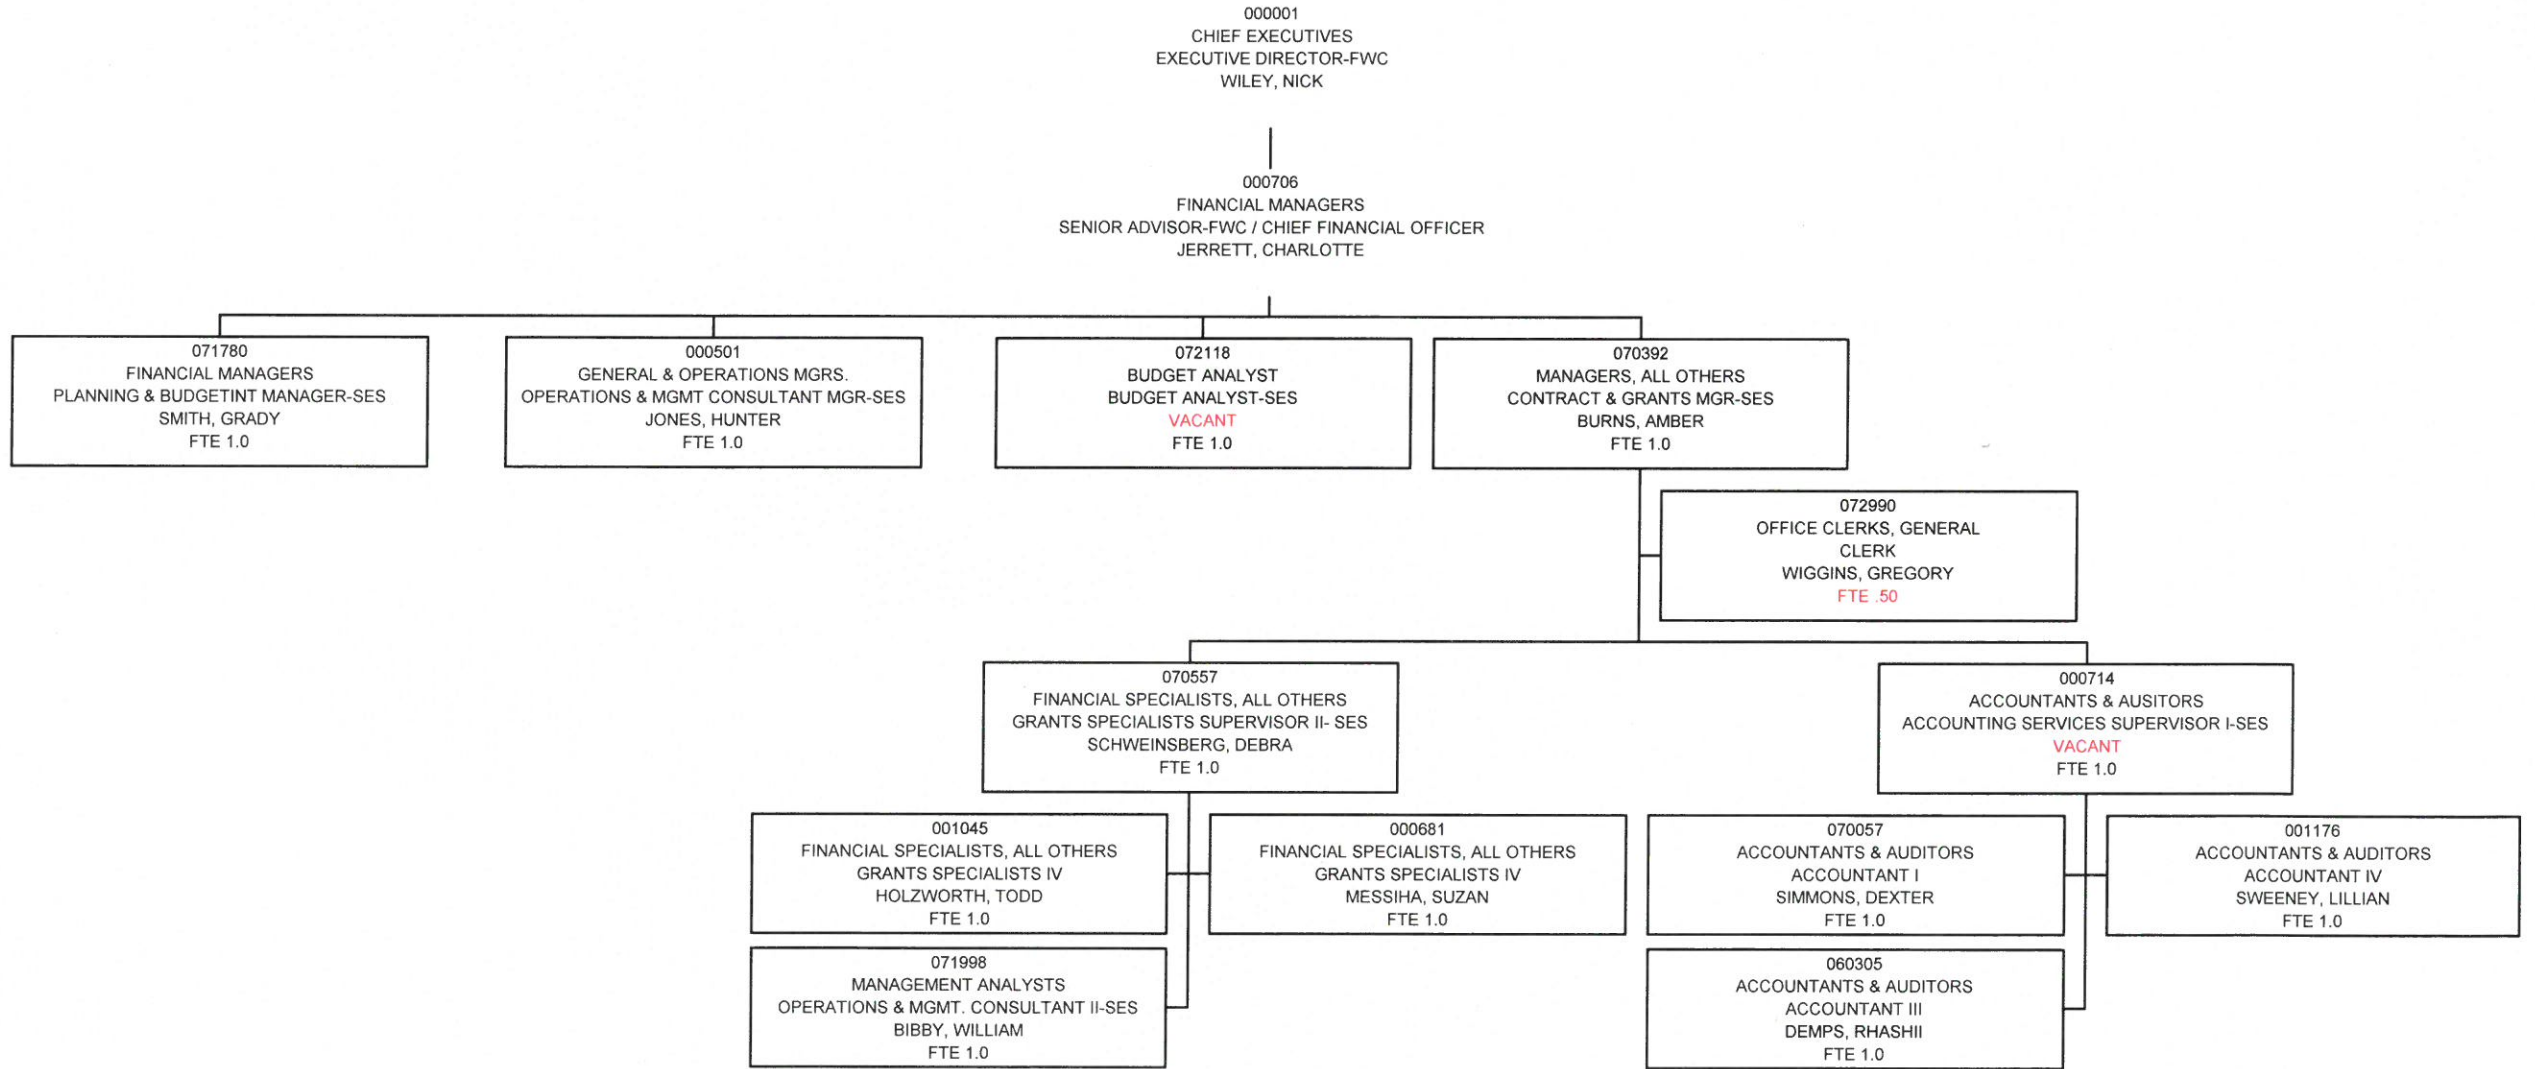 000001
CHIEF EXECUTIVES
EXECUTIVE DIRECTOR-FWC
WILEY, NICK
000706
FINANCIAL MANAGERS
SENIOR ADVISOR-FWC / CHIEF FINANCIAL OFFICER
JERRETT, CHARLOTTE
071780
FINANCIAL MANAGERS
PLANNING & BUDGETINT MANAGER-SES
SMITH, GRADY
FTE 1.0
000501
GENERAL & OPERATIONS MGRS.
OPERATIONS & MGMT CONSULTANT MGR-SES
JONES, HUNTER
FTE 1.0
072118
BUDGET ANALYST
BUDGET ANALYST-SES
VACANT
FTE 1.0
070392
MANAGERS, ALL OTHERS
CONTRACT & GRANTS MGR-SES
BURNS, AMBER
FTE 1.0
072990
OFFICE CLERKS, GENERAL
CLERK
WIGGINS, GREGORY
FTE .50
070557
FINANCIAL SPECIALISTS, ALL OTHERS
GRANTS SPECIALISTS SUPERVISOR II- SES
SCHWEINSBERG, DEBRA
FTE 1.0
000714
ACCOUNTANTS & AUSITORS
ACCOUNTING SERVICES SUPERVISOR I-SES
VACANT
FTE 1.0
001045
FINANCIAL SPECIALISTS, ALL OTHERS
GRANTS SPECIALISTS IV
HOLZWORTH, TODD
FTE 1.0
000681
FINANCIAL SPECIALISTS, ALL OTHERS
GRANTS SPECIALISTS IV
MESSIHA, SUZAN
FTE 1.0
070057
ACCOUNTANTS & AUDITORS
ACCOUNTANT I
SIMMONS, DEXTER
FTE 1.0
001176
ACCOUNTANTS & AUDITORS
ACCOUNTANT IV
SWEENEY, LILLIAN
FTE 1.0
071998
MANAGEMENT ANALYSTS
OPERATIONS & MGMT. CONSULTANT II-SES
BIBBY, WILLIAM
FTE 1.0
060305
ACCOUNTANTS & AUDITORS
ACCOUNTANT III
DEMPS, RHASHII
FTE 1.0